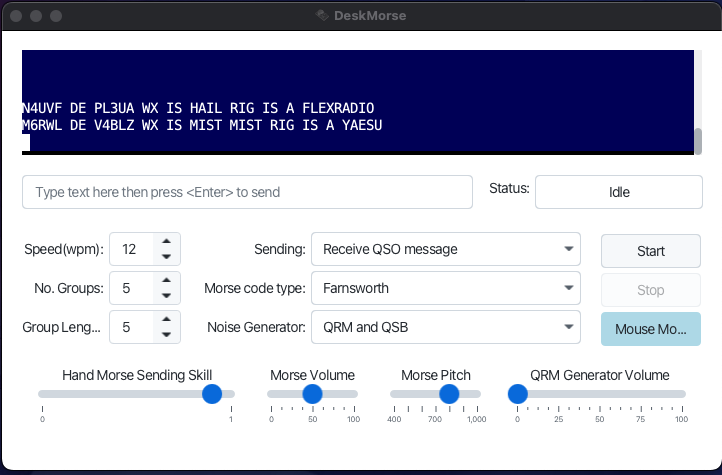 DeskMorse
N4UVF DE PL3UA WX IS HAIL RIG IS A FLEXRADIO
M6RWL DE V4BLZ WX IS MIST MIST RIG IS A YAESU
Type text here then press <Enter> to send
Status:
Idle
Speed(wpm):
12
Sending:
Receive QSO message
Start
No. Groups:
5
Morse code type:
Farnsworth
Stop
Group Leng...
5
Noise Generator:
QRM and QSB
Mouse Mo...
Hand Morse Sending Skill
Morse Volume
Morse Pitch
QRM Generator Volume
0 1
0 50 100
400 700 1,000
0 25 50 75 100